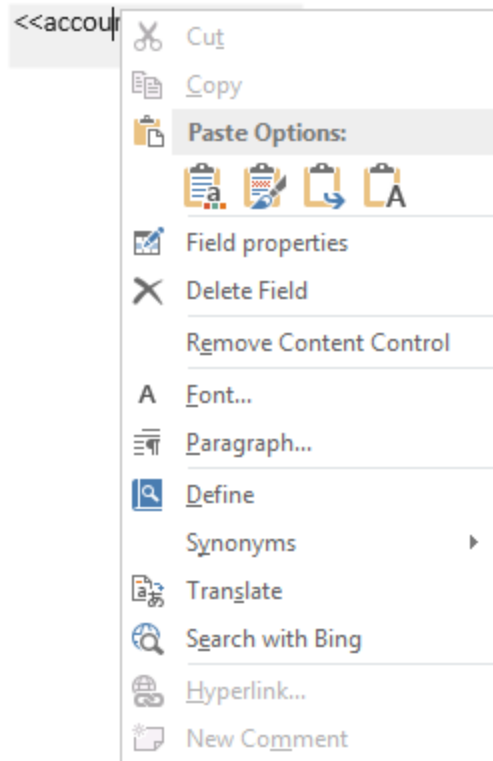 <<accou
Cut
Copy
Paste Options:
Field properties
Delete Field
Remove Content Control
Font...
Paragraph...
Define
Synonyms
Translate
Search with Bing
Hyperlink...
New Comment